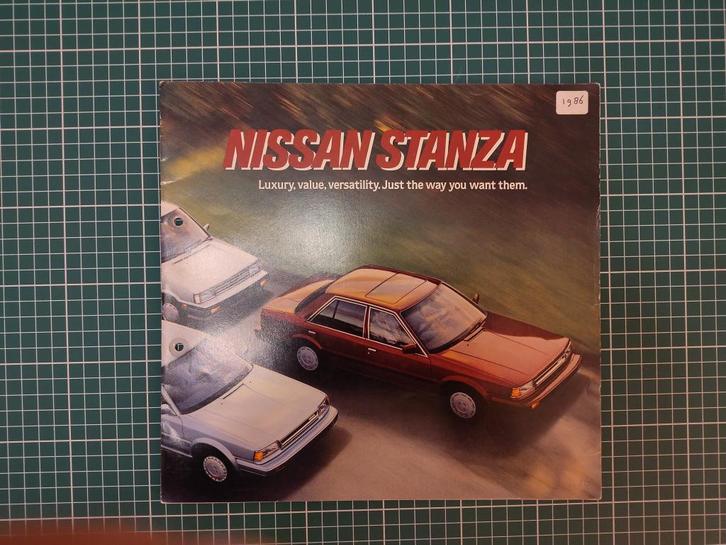 1986
NISSAN STANZA
Luxury, value, versatility. Just the way you want them.